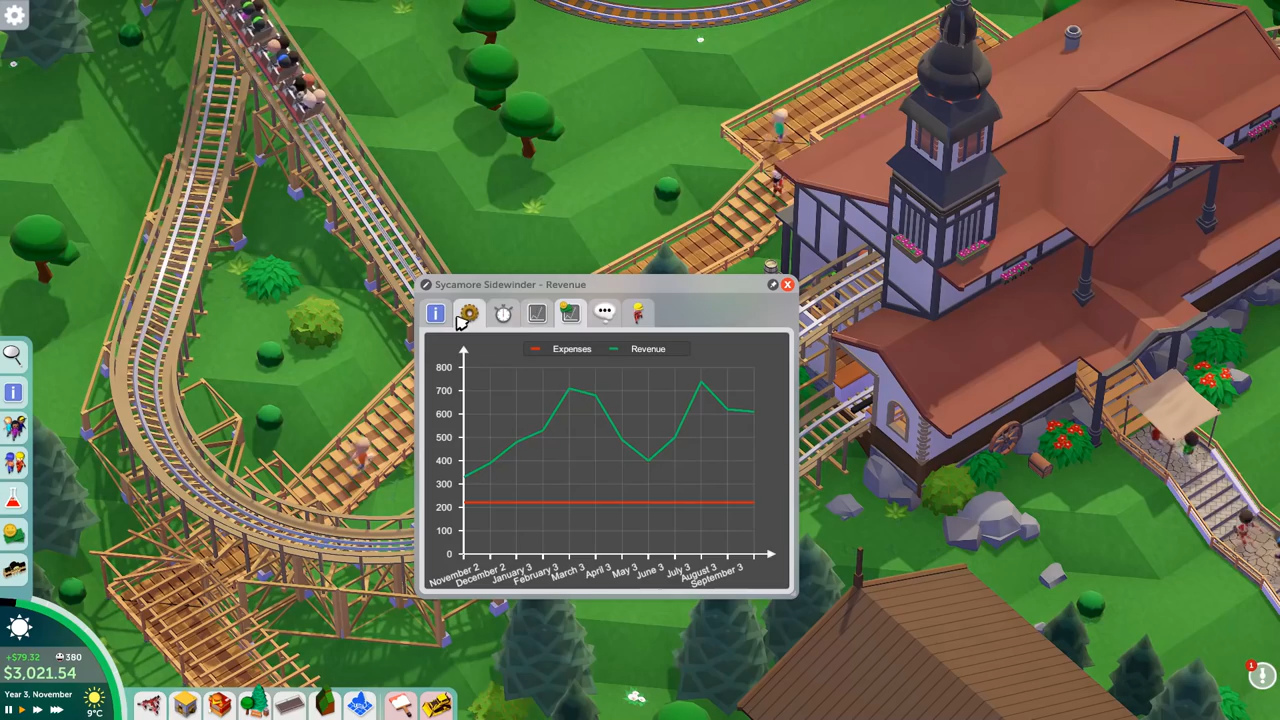 Sycamore Sidewinder - Revenue
Expenses
Revenue
800
700
600
500
400
300
200
100
0
November 2
December 2
January 3
February 3
March 3
April 3
May 3
June 3
July 3
August 3
September 3
+$79.32
380
$3,021.54
Year 3, November
9°C
1